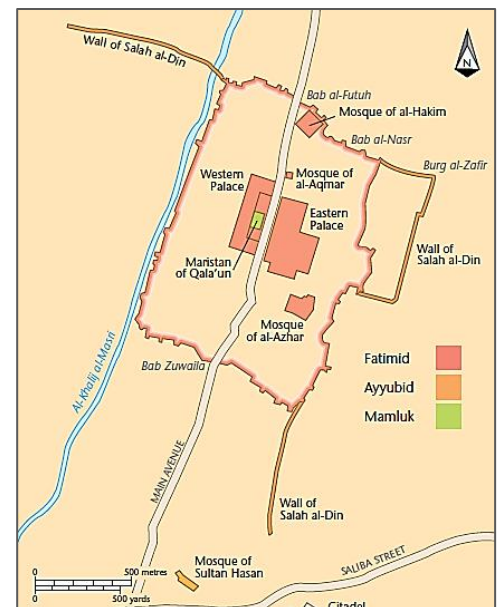 Wall of Salah al-Din
N
Bab al-Futuh
Mosque of al-Hakim
Bab al-Nasr
Burg al-Zafir
Western
Palace
Mosque of
al-Aqmar
Eastern
Palace
Wall of
Salah al-Din
Maristan
of Qala'un
Mosque
of al-Azhar
Al-Khalij al-Masri
Bab Zuwaila
Fatimid
Ayyubid
Mamluk
MAIN AVENUE
Wall of
Salah al-Din
Mosque of
Sultan Hasan
SALIBA STREET
Citadel
0 500 metres
0 500 yards